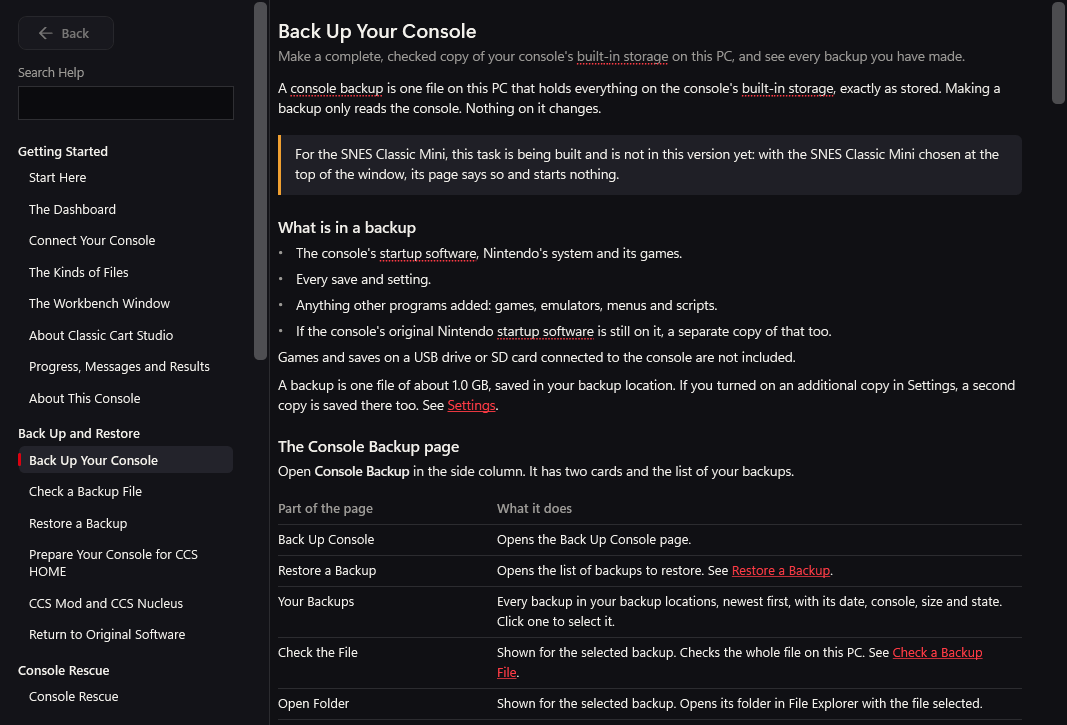 Back
Search Help
Getting Started
Start Here
The Dashboard
Connect Your Console
The Kinds of Files
The Workbench Window
About Classic Cart Studio
Progress, Messages and Results
About This Console
Back Up and Restore
Back Up Your Console
Check a Backup File
Restore a Backup
Prepare Your Console for CCS
HOME
CCS Mod and CCS Nucleus
Return to Original Software
Console Rescue
Console Rescue
Back Up Your Console
Make a complete, checked copy of your console's built-in storage on this PC, and see every backup you have made.
A console backup is one file on this PC that holds everything on the console's built-in storage, exactly as stored. Making a
backup only reads the console. Nothing on it changes.
For the SNES Classic Mini, this task is being built and is not in this version yet: with the SNES Classic Mini chosen at the
top of the window, its page says so and starts nothing.
What is in a backup
• The console's startup software, Nintendo's system and its games.
• Every save and setting.
• Anything other programs added: games, emulators, menus and scripts.
• If the console's original Nintendo startup software is still on it, a separate copy of that too.
Games and saves on a USB drive or SD card connected to the console are not included.
A backup is one file of about 1.0 GB, saved in your backup location. If you turned on an additional copy in Settings, a second
copy is saved there too. See Settings.
The Console Backup page
Open Console Backup in the side column. It has two cards and the list of your backups.
Part of the page What it does
Back Up Console Opens the Back Up Console page.
Restore a Backup Opens the list of backups to restore. See Restore a Backup.
Your Backups Every backup in your backup locations, newest first, with its date, console, size and state.
Click one to select it.
Check the File Shown for the selected backup. Checks the whole file on this PC. See Check a Backup
File.
Open Folder Shown for the selected backup. Opens its folder in File Explorer with the file selected.